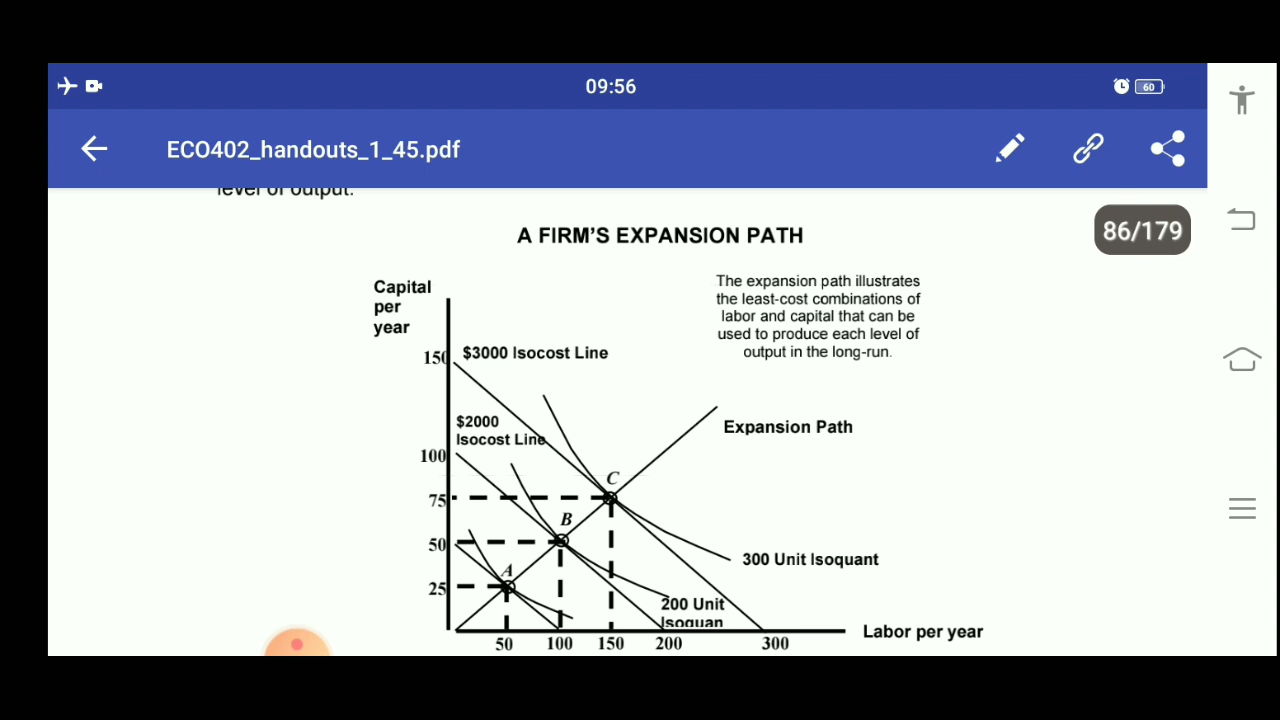 09:56
60
ECO402_handouts_1_45.pdf
level of output.
86/179
A FIRM'S EXPANSION PATH
Capital
per
year
The expansion path illustrates
the least-cost combinations of
labor and capital that can be
used to produce each level of
output in the long-run.
150
$3000 Isocost Line
$2000
Isocost Line
Expansion Path
100
C
75
B
50
300 Unit Isoquant
A
25
200 Unit
Isoquan
Labor per year
50 100 150 200 300